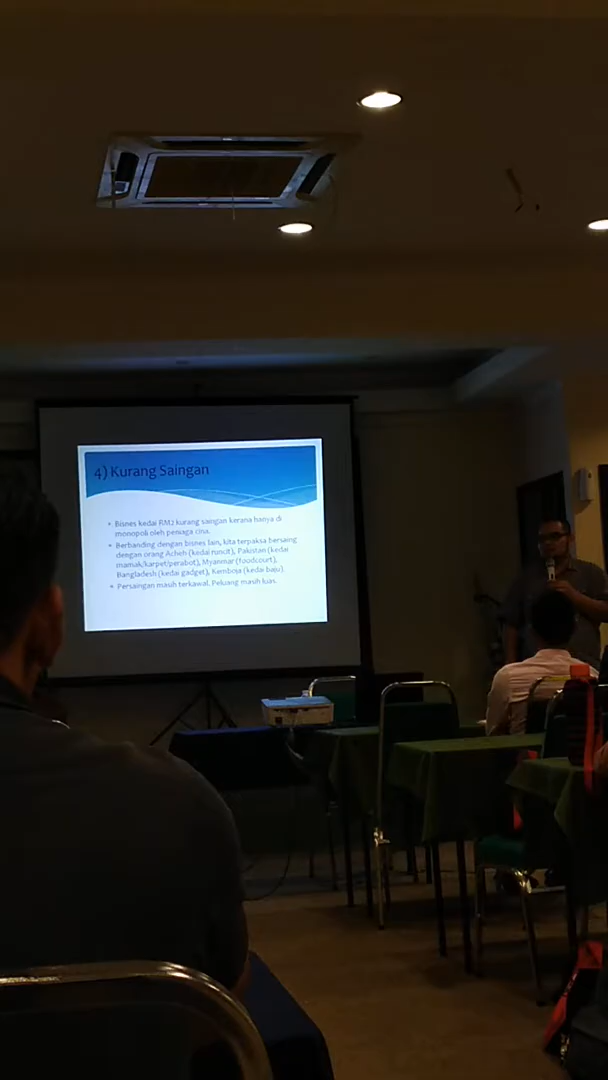 4) Kurang Saingan
Bisnes kedai RM2 kurang saingan kerana hanya di
monopoli oleh peniaga cina.
Berbanding dengan bisnes lain, kita terpaksa bersaing
dengan orang Acheh (kedai runcit), Pakistan (kedai
mamak/karpet/perabot), Myanmar (foodcourt),
Bangladesh (kedai gadget), Kemboja (kedai baju)
Persaingan masih terkawal. Peluang masih luas.